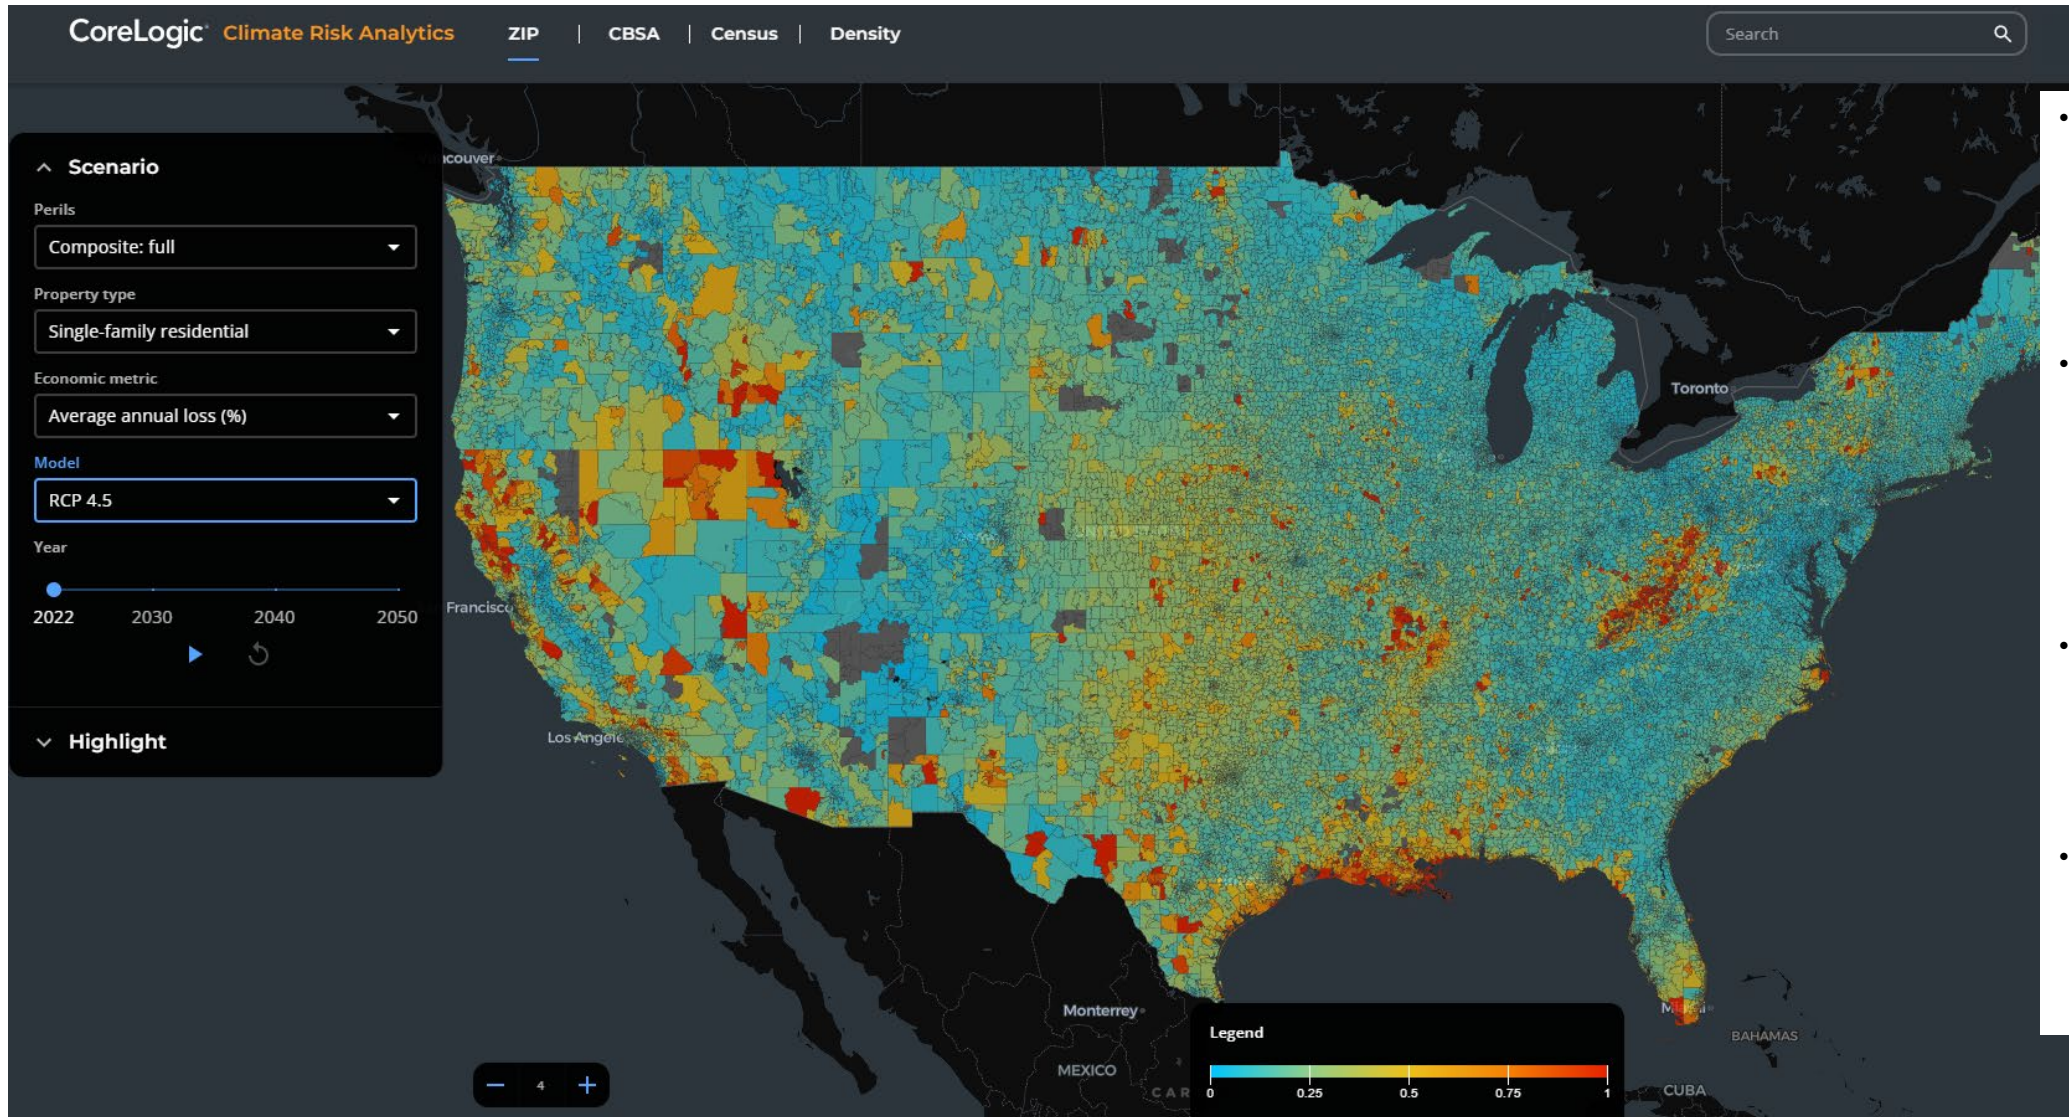 CoreLogic Climate Risk Analytics ZIP | CBSA | Census | Density Search
Scenario
Perils
Composite: full
Property type
Single-family residential
Economic metric
Average annual loss (%)
Model
RCP 4.5
Year
2022 2030 2040 2050
Highlight
ncouver
Toronto
Francisco
Los Angele
Monterrey
MEXICO
BAHAMAS
CUBA
CAR
4
Legend
0 0.25 0.5 0.75 1